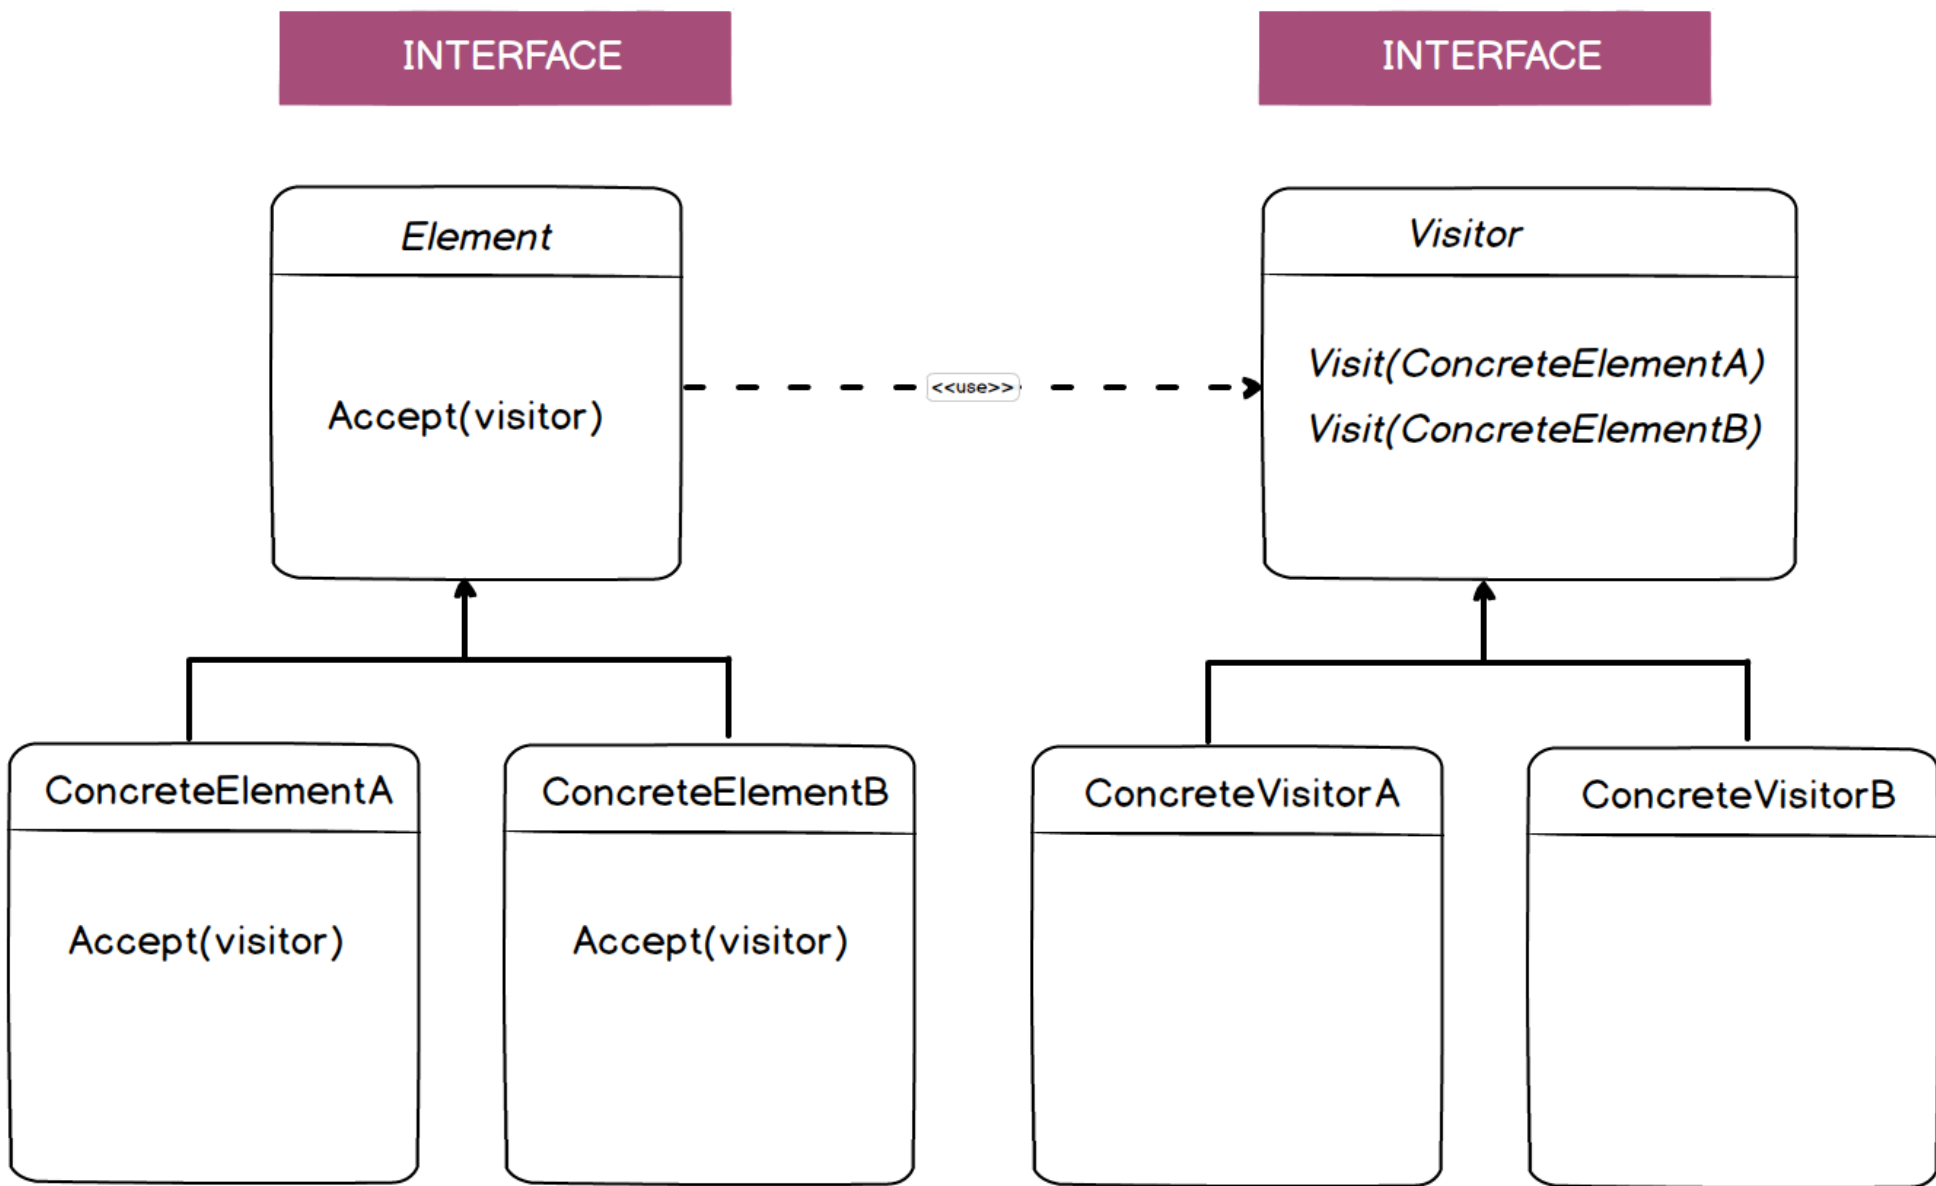 INTERFACE
INTERFACE
Element
Visitor
Accept(visitor)
<<use>>
Visit(ConcreteElementA)
Visit(ConcreteElementB)
ConcreteElementA
ConcreteElementB
ConcreteVisitorA
ConcreteVisitorB
Accept(visitor)
Accept(visitor)